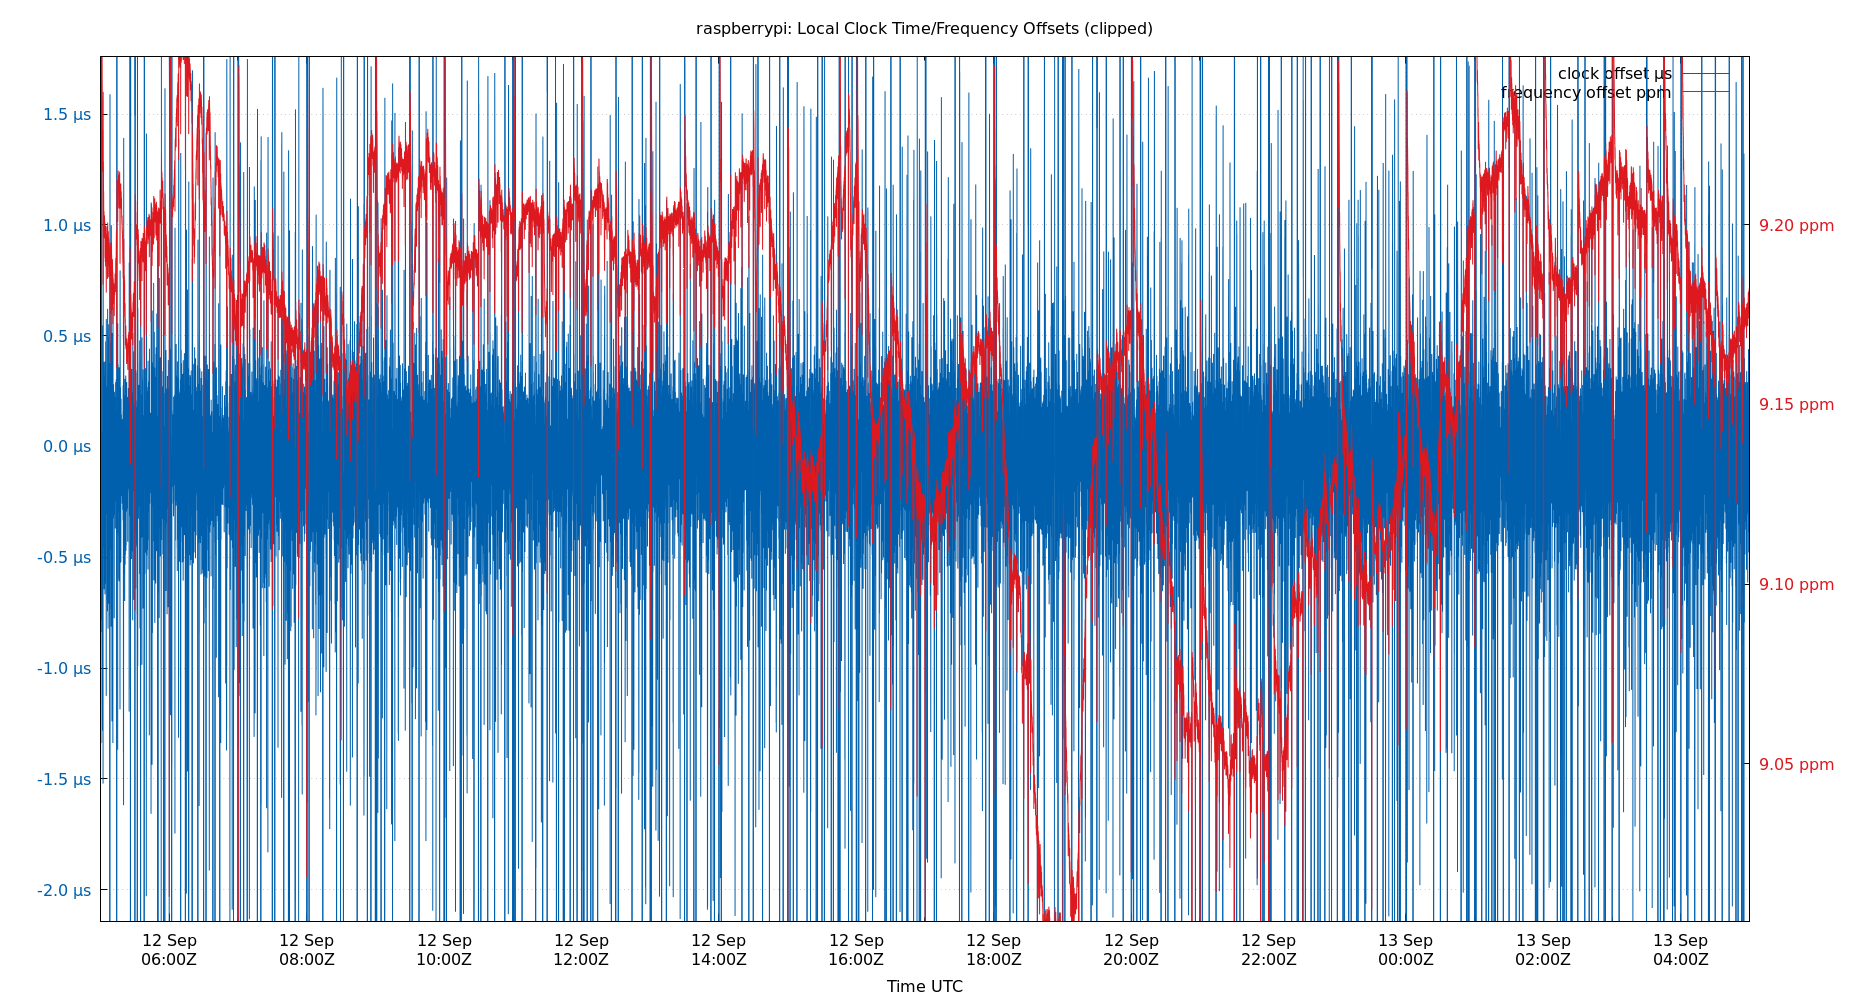 raspberrypi: Local Clock Time/Frequency Offsets (clipped)
clock offset µs
frequency offset ppm
1.5 µs
1.0 µs
0.5 µs
0.0 µs
-0.5 µs
-1.0 µs
-1.5 µs
-2.0 µs
9.20 ppm
9.15 ppm
9.10 ppm
9.05 ppm
12 Sep 12 Sep 12 Sep 12 Sep 12 Sep 12 Sep 12 Sep 12 Sep 12 Sep 13 Sep 13 Sep 13 Sep
06:00Z 08:00Z 10:00Z 12:00Z 14:00Z 16:00Z 18:00Z 20:00Z 22:00Z 00:00Z 02:00Z 04:00Z
Time UTC